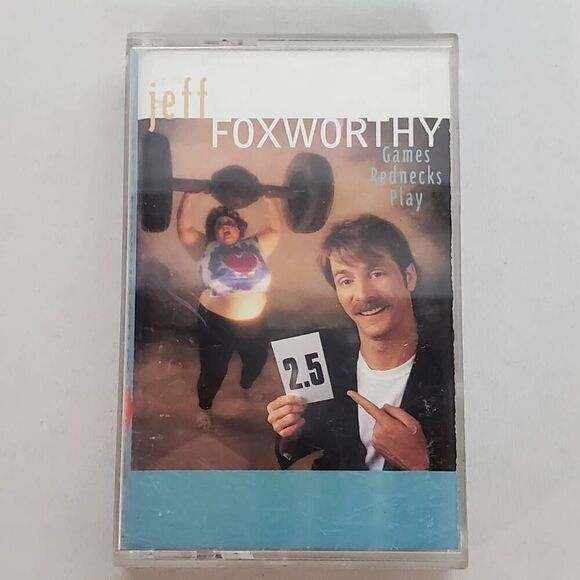 jeff
FOXWORTHY
Games
Rednecks
Play
2.5